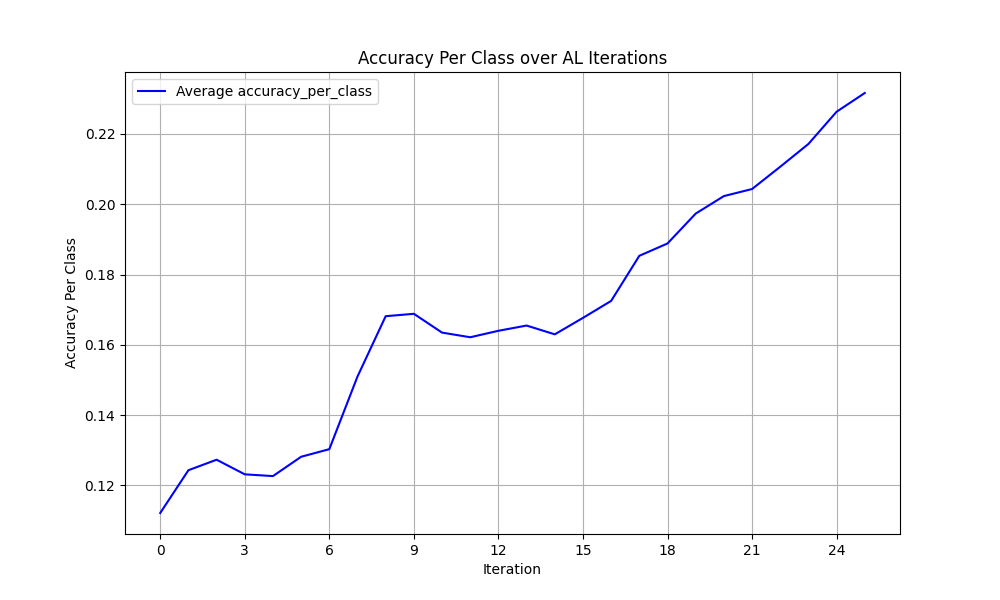 Accuracy Per Class over AL Iterations
Average accuracy_per_class
Accuracy Per Class
0.22
0.20
0.18
0.16
0.14
0.12
0 3 6 9 12 15 18 21 24
Iteration